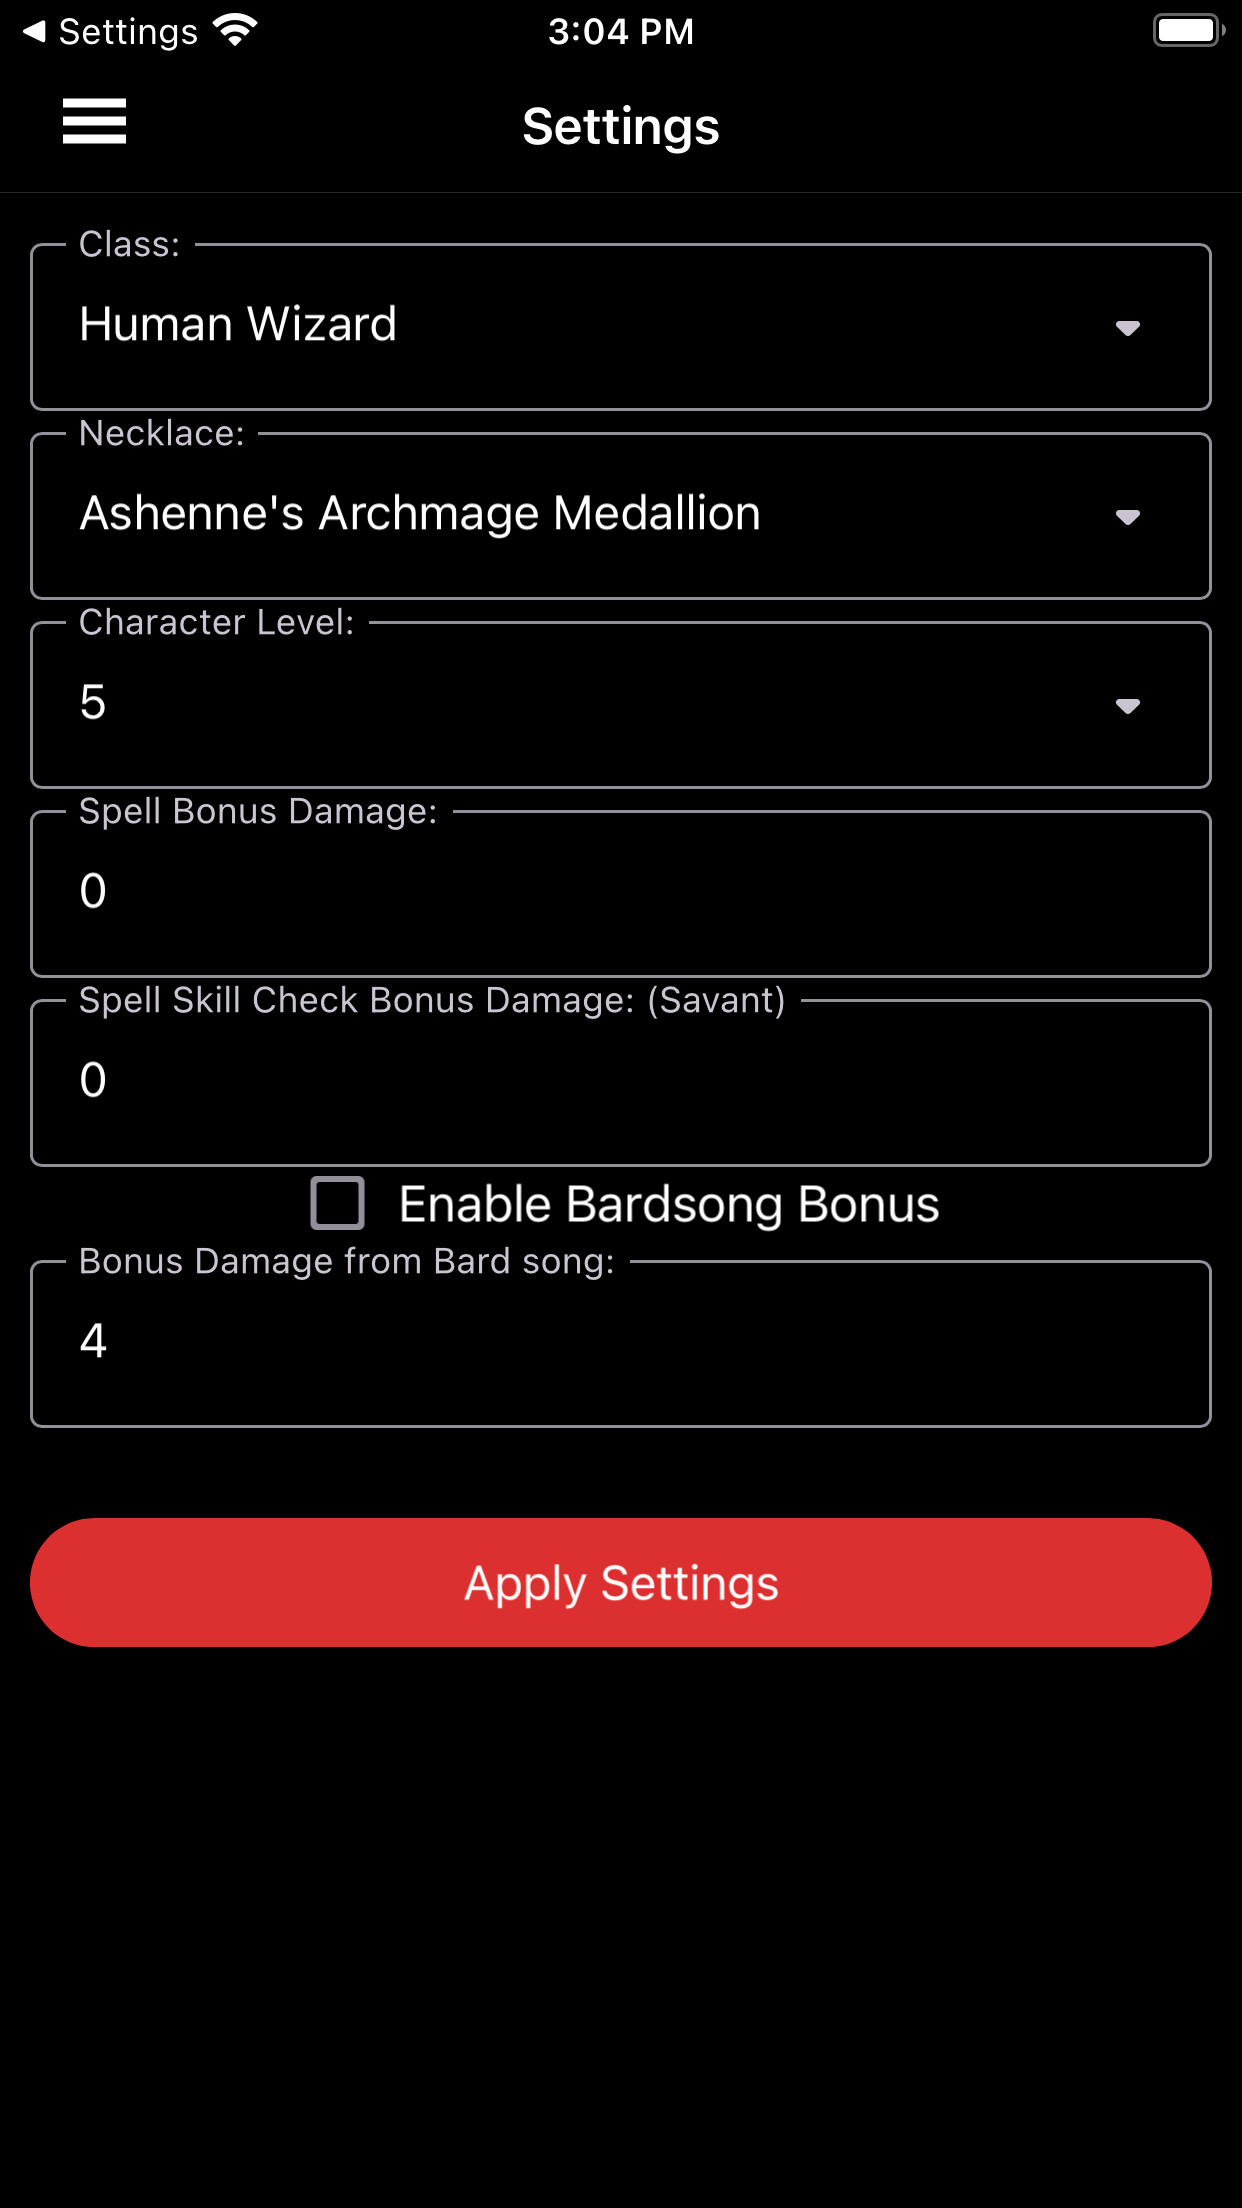 Settings
3:04 PM
Settings
Class:
Human Wizard
Necklace:
Ashenne's Archmage Medallion
Character Level:
5
Spell Bonus Damage:
0
Spell Skill Check Bonus Damage: (Savant)
0
Enable Bardsong Bonus
Bonus Damage from Bard song:
4
Apply Settings